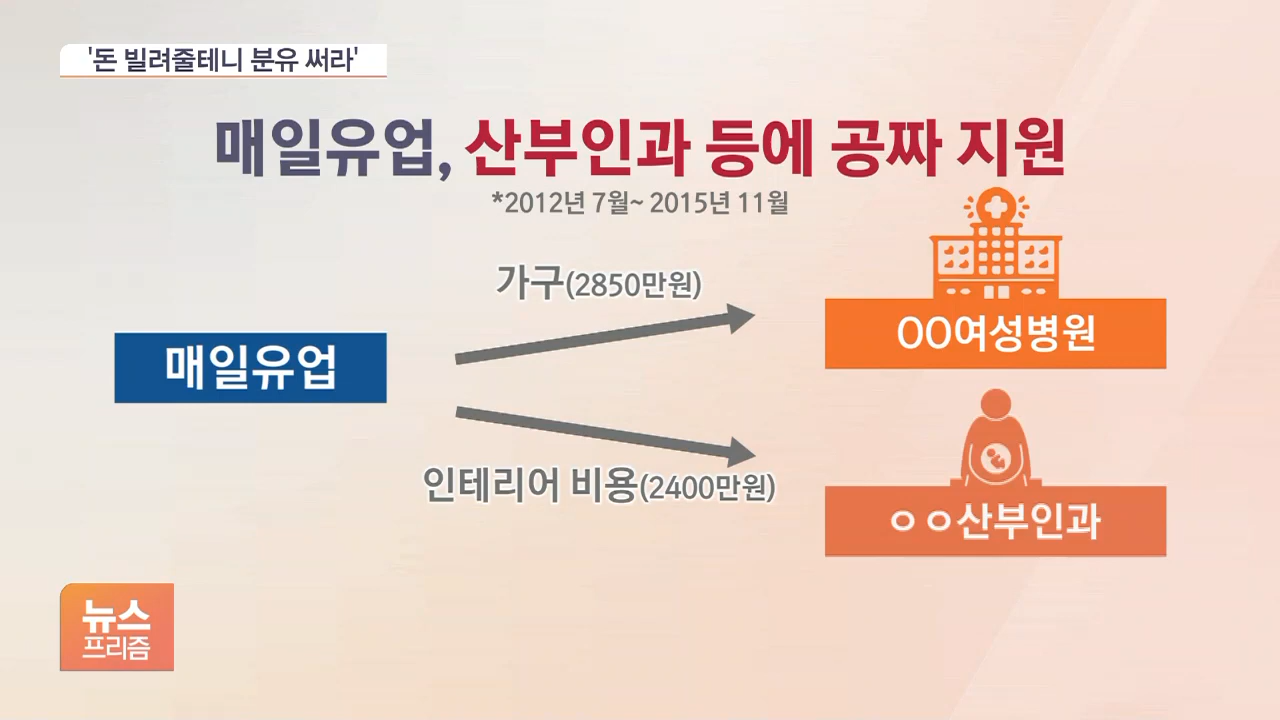 '돈 빌려줄테니 분유 써라'
매일유업, 산부인과 등에 공짜 지원
*2012년 7월~ 2015년 11월
가구(2850만원)
OO여성병원
매일유업
인테리어 비용(2400만원)
ㅇㅇ산부인과
뉴스
프리즘